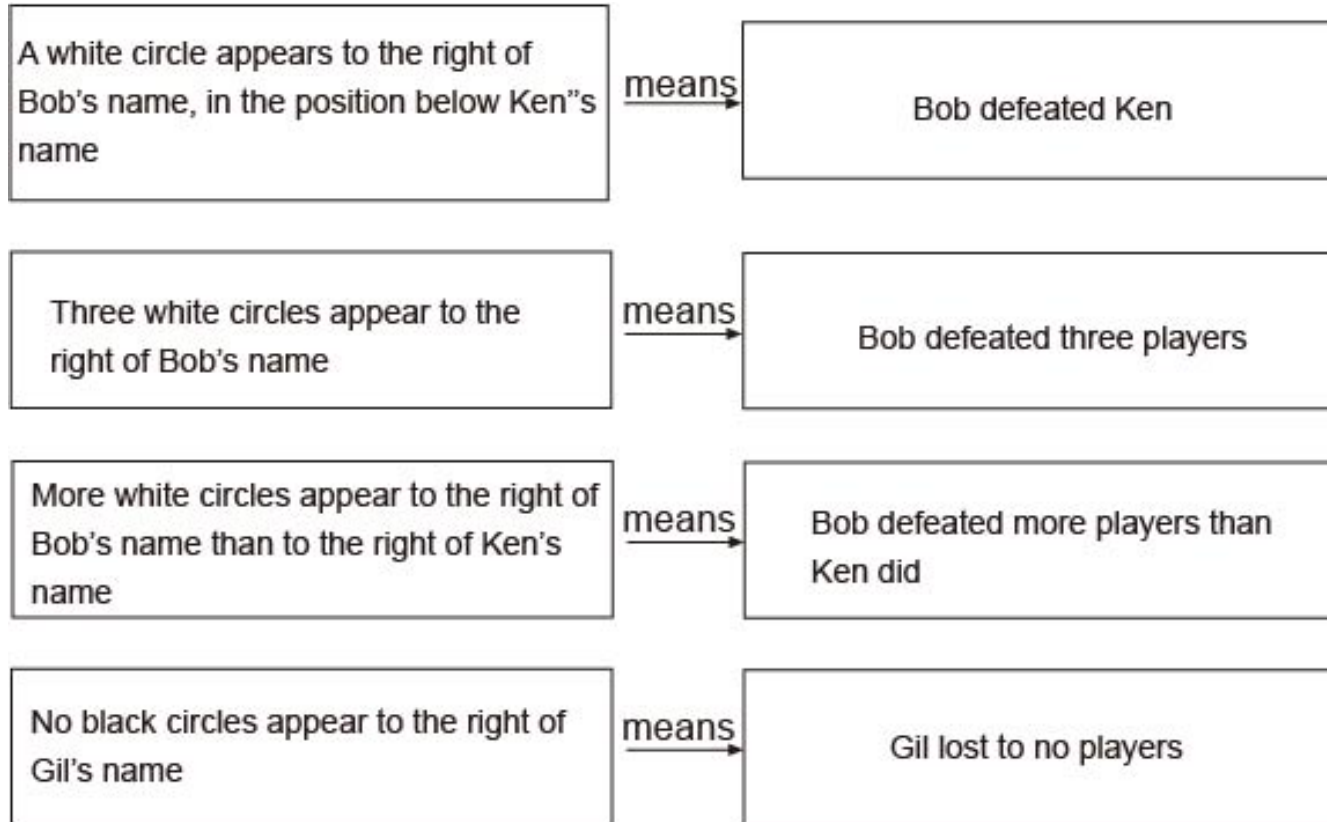 A white circle appears to the right of
Bob’s name, in the position below Ken”s
name
means
Bob defeated Ken
Three white circles appear to the
right of Bob’s name
means
Bob defeated three players
More white circles appear to the right of
Bob’s name than to the right of Ken’s
name
means
Bob defeated more players than
Ken did
No black circles appear to the right of
Gil’s name
means
Gil lost to no players